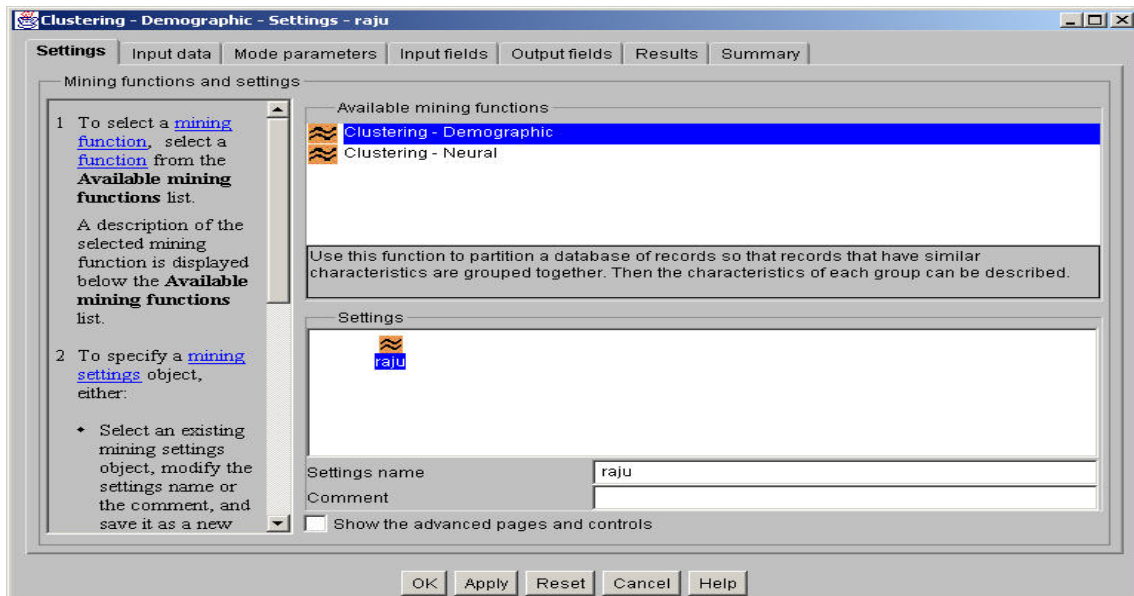 Clustering - Demographic - Settings - raju
Settings
Input data
Mode parameters
Input fields
Output fields
Results
Summary
Mining functions and settings
1 To select a mining
function, select a
function from the
Available mining
functions list.
A description of the
selected mining
function is displayed
below the Available
mining functions
list.
2 To specify a mining
settings object,
either:
• Select an existing
mining settings
object, modify the
settings name or
the comment, and
save it as a new
Available mining functions
Clustering - Demographic
Clustering - Neural
Use this function to partition a database of records so that records that have similar
characteristics are grouped together. Then the characteristics of each group can be described.
Settings
raju
Settings name
raju
Comment
Show the advanced pages and controls
OK
Apply
Reset
Cancel
Help